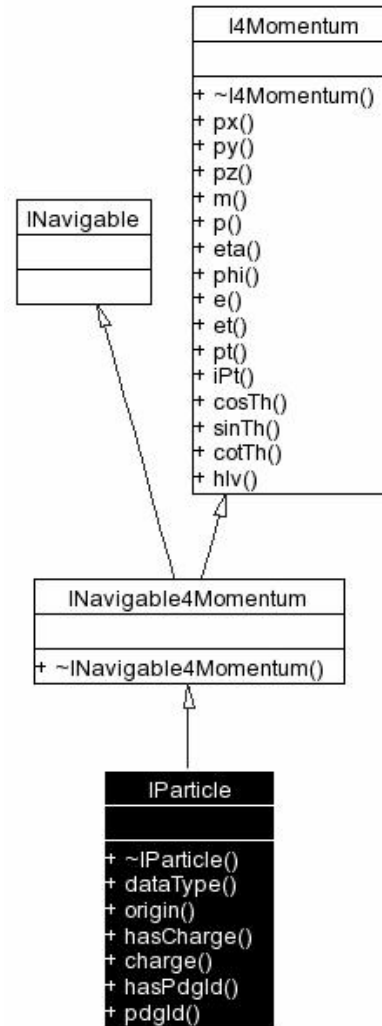 I4Momentum
+ ~I4Momentum()
+ px()
+ py()
+ pz()
+ m()
+ p()
+ eta()
+ phi()
+ e()
+ et()
+ pt()
+ iPt()
+ cosTh()
+ sinTh()
+ cotTh()
+ hlv()
INavigable
INavigable4Momentum
+ ~INavigable4Momentum()
IParticle
+ ~IParticle()
+ dataType()
+ origin()
+ hasCharge()
+ charge()
+ hasPdgId()
+ pdgId()